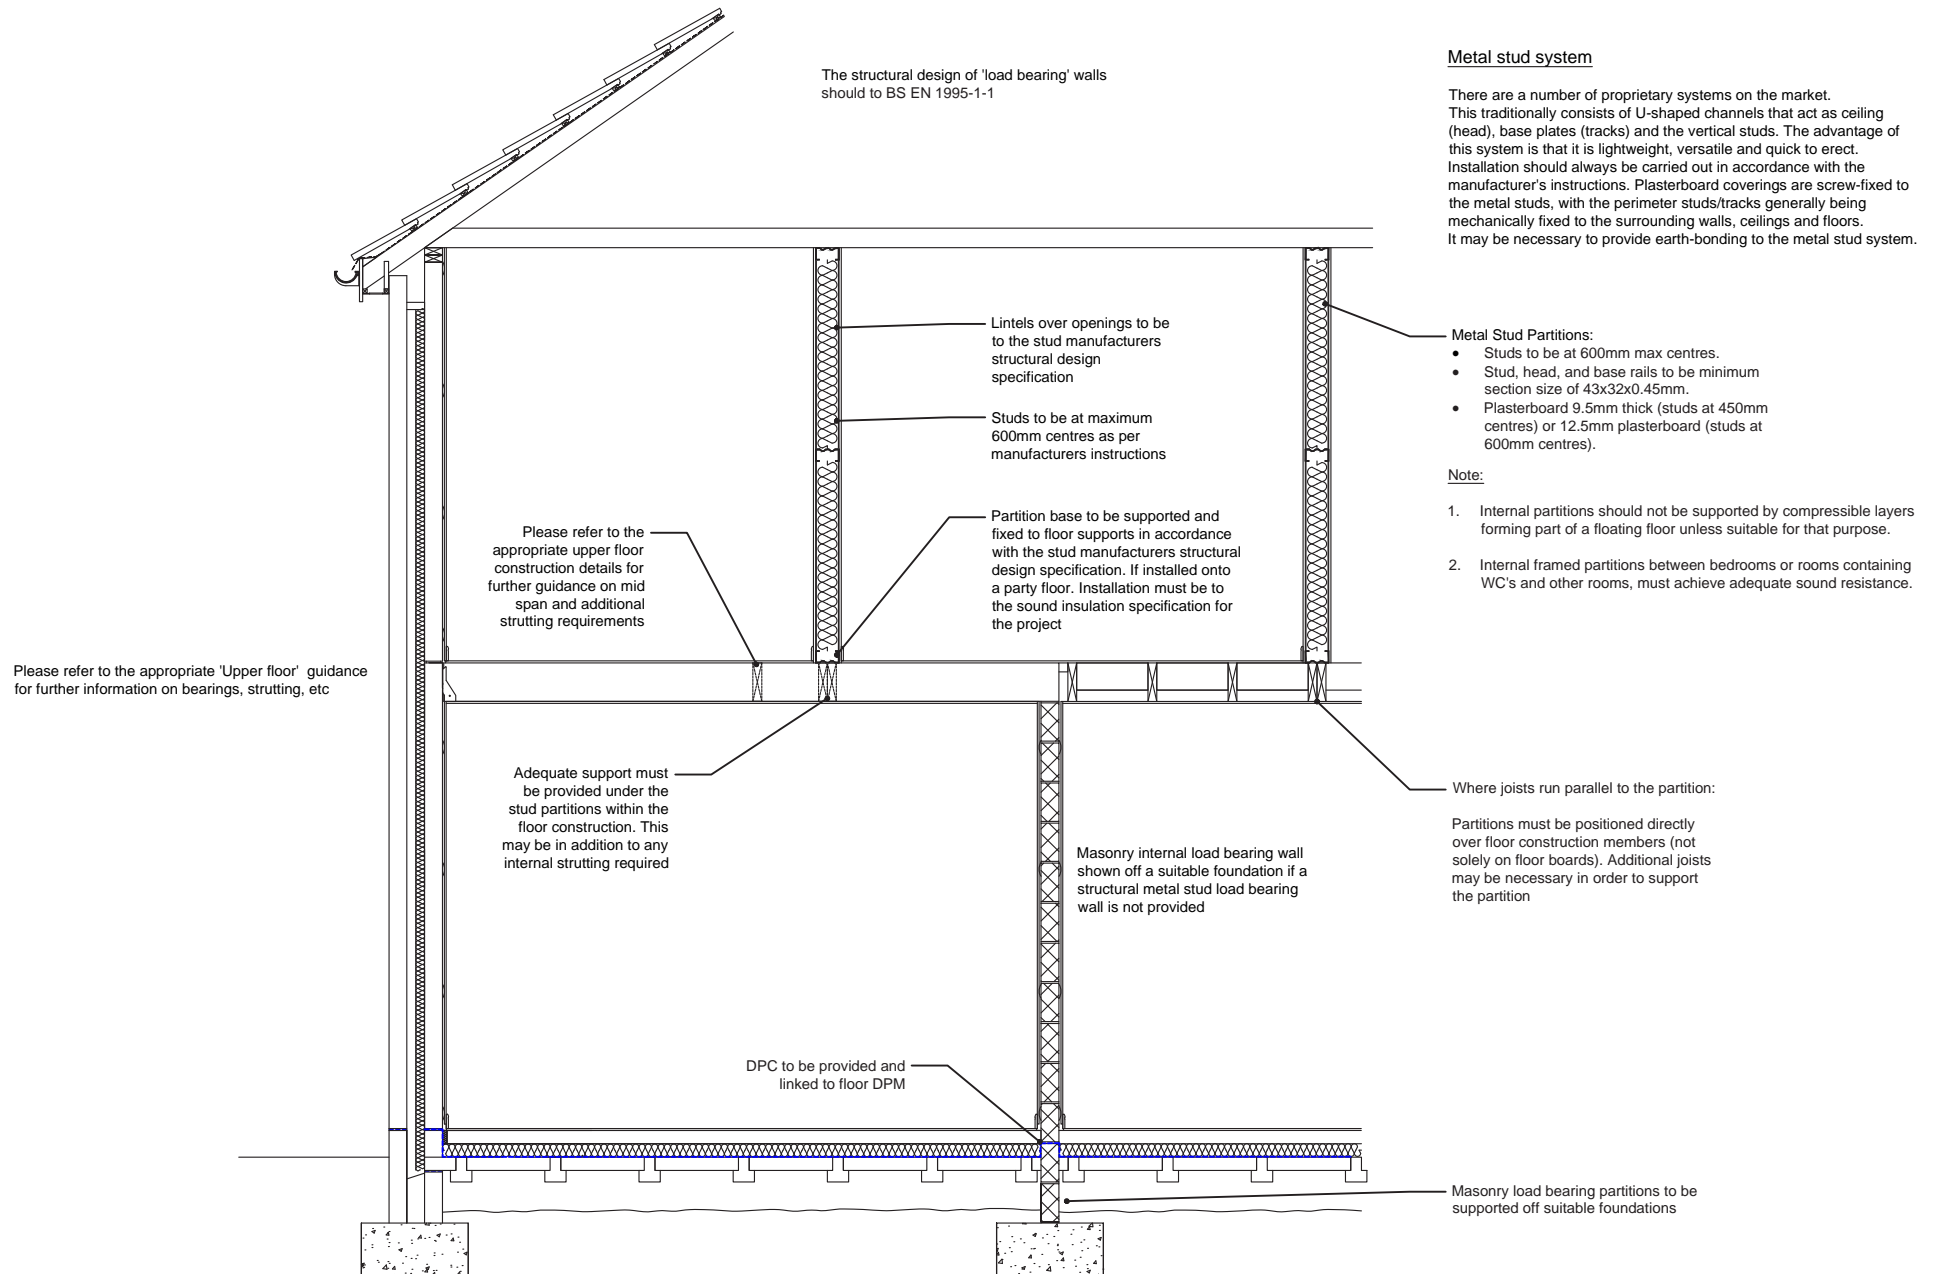 The structural design of 'load bearing' walls
should to BS EN 1995-1-1
Metal stud system
There are a number of proprietary systems on the market.
This traditionally consists of U-shaped channels that act as ceiling
(head), base plates (tracks) and the vertical studs. The advantage of
this system is that it is lightweight, versatile and quick to erect.
Installation should always be carried out in accordance with the
manufacturer's instructions. Plasterboard coverings are screw-fixed to
the metal studs, with the perimeter studs/tracks generally being
mechanically fixed to the surrounding walls, ceilings and floors.
It may be necessary to provide earth-bonding to the metal stud system.
Lintels over openings to be
to the stud manufacturers
structural design
specification
Studs to be at maximum
600mm centres as per
manufacturers instructions
Partition base to be supported and
fixed to floor supports in accordance
with the stud manufacturers structural
design specification. If installed onto
a party floor. Installation must be to
the sound insulation specification for
the project
Metal Stud Partitions:
• Studs to be at 600mm max centres.
• Stud, head, and base rails to be minimum
section size of 43x32x0.45mm.
• Plasterboard 9.5mm thick (studs at 450mm
centres) or 12.5mm plasterboard (studs at
600mm centres).
Note:
1. Internal partitions should not be supported by compressible layers
forming part of a floating floor unless suitable for that purpose.
2. Internal framed partitions between bedrooms or rooms containing
WC's and other rooms, must achieve adequate sound resistance.
Please refer to the
appropriate upper floor
construction details for
further guidance on mid
span and additional
strutting requirements
Please refer to the appropriate 'Upper floor' guidance
for further information on bearings, strutting, etc
Adequate support must
be provided under the
stud partitions within the
floor construction. This
may be in addition to any
internal strutting required
Masonry internal load bearing wall
shown off a suitable foundation if a
structural metal stud load bearing
wall is not provided
Where joists run parallel to the partition:
Partitions must be positioned directly
over floor construction members (not
solely on floor boards). Additional joists
may be necessary in order to support
the partition
DPC to be provided and
linked to floor DPM
Masonry load bearing partitions to be
supported off suitable foundations